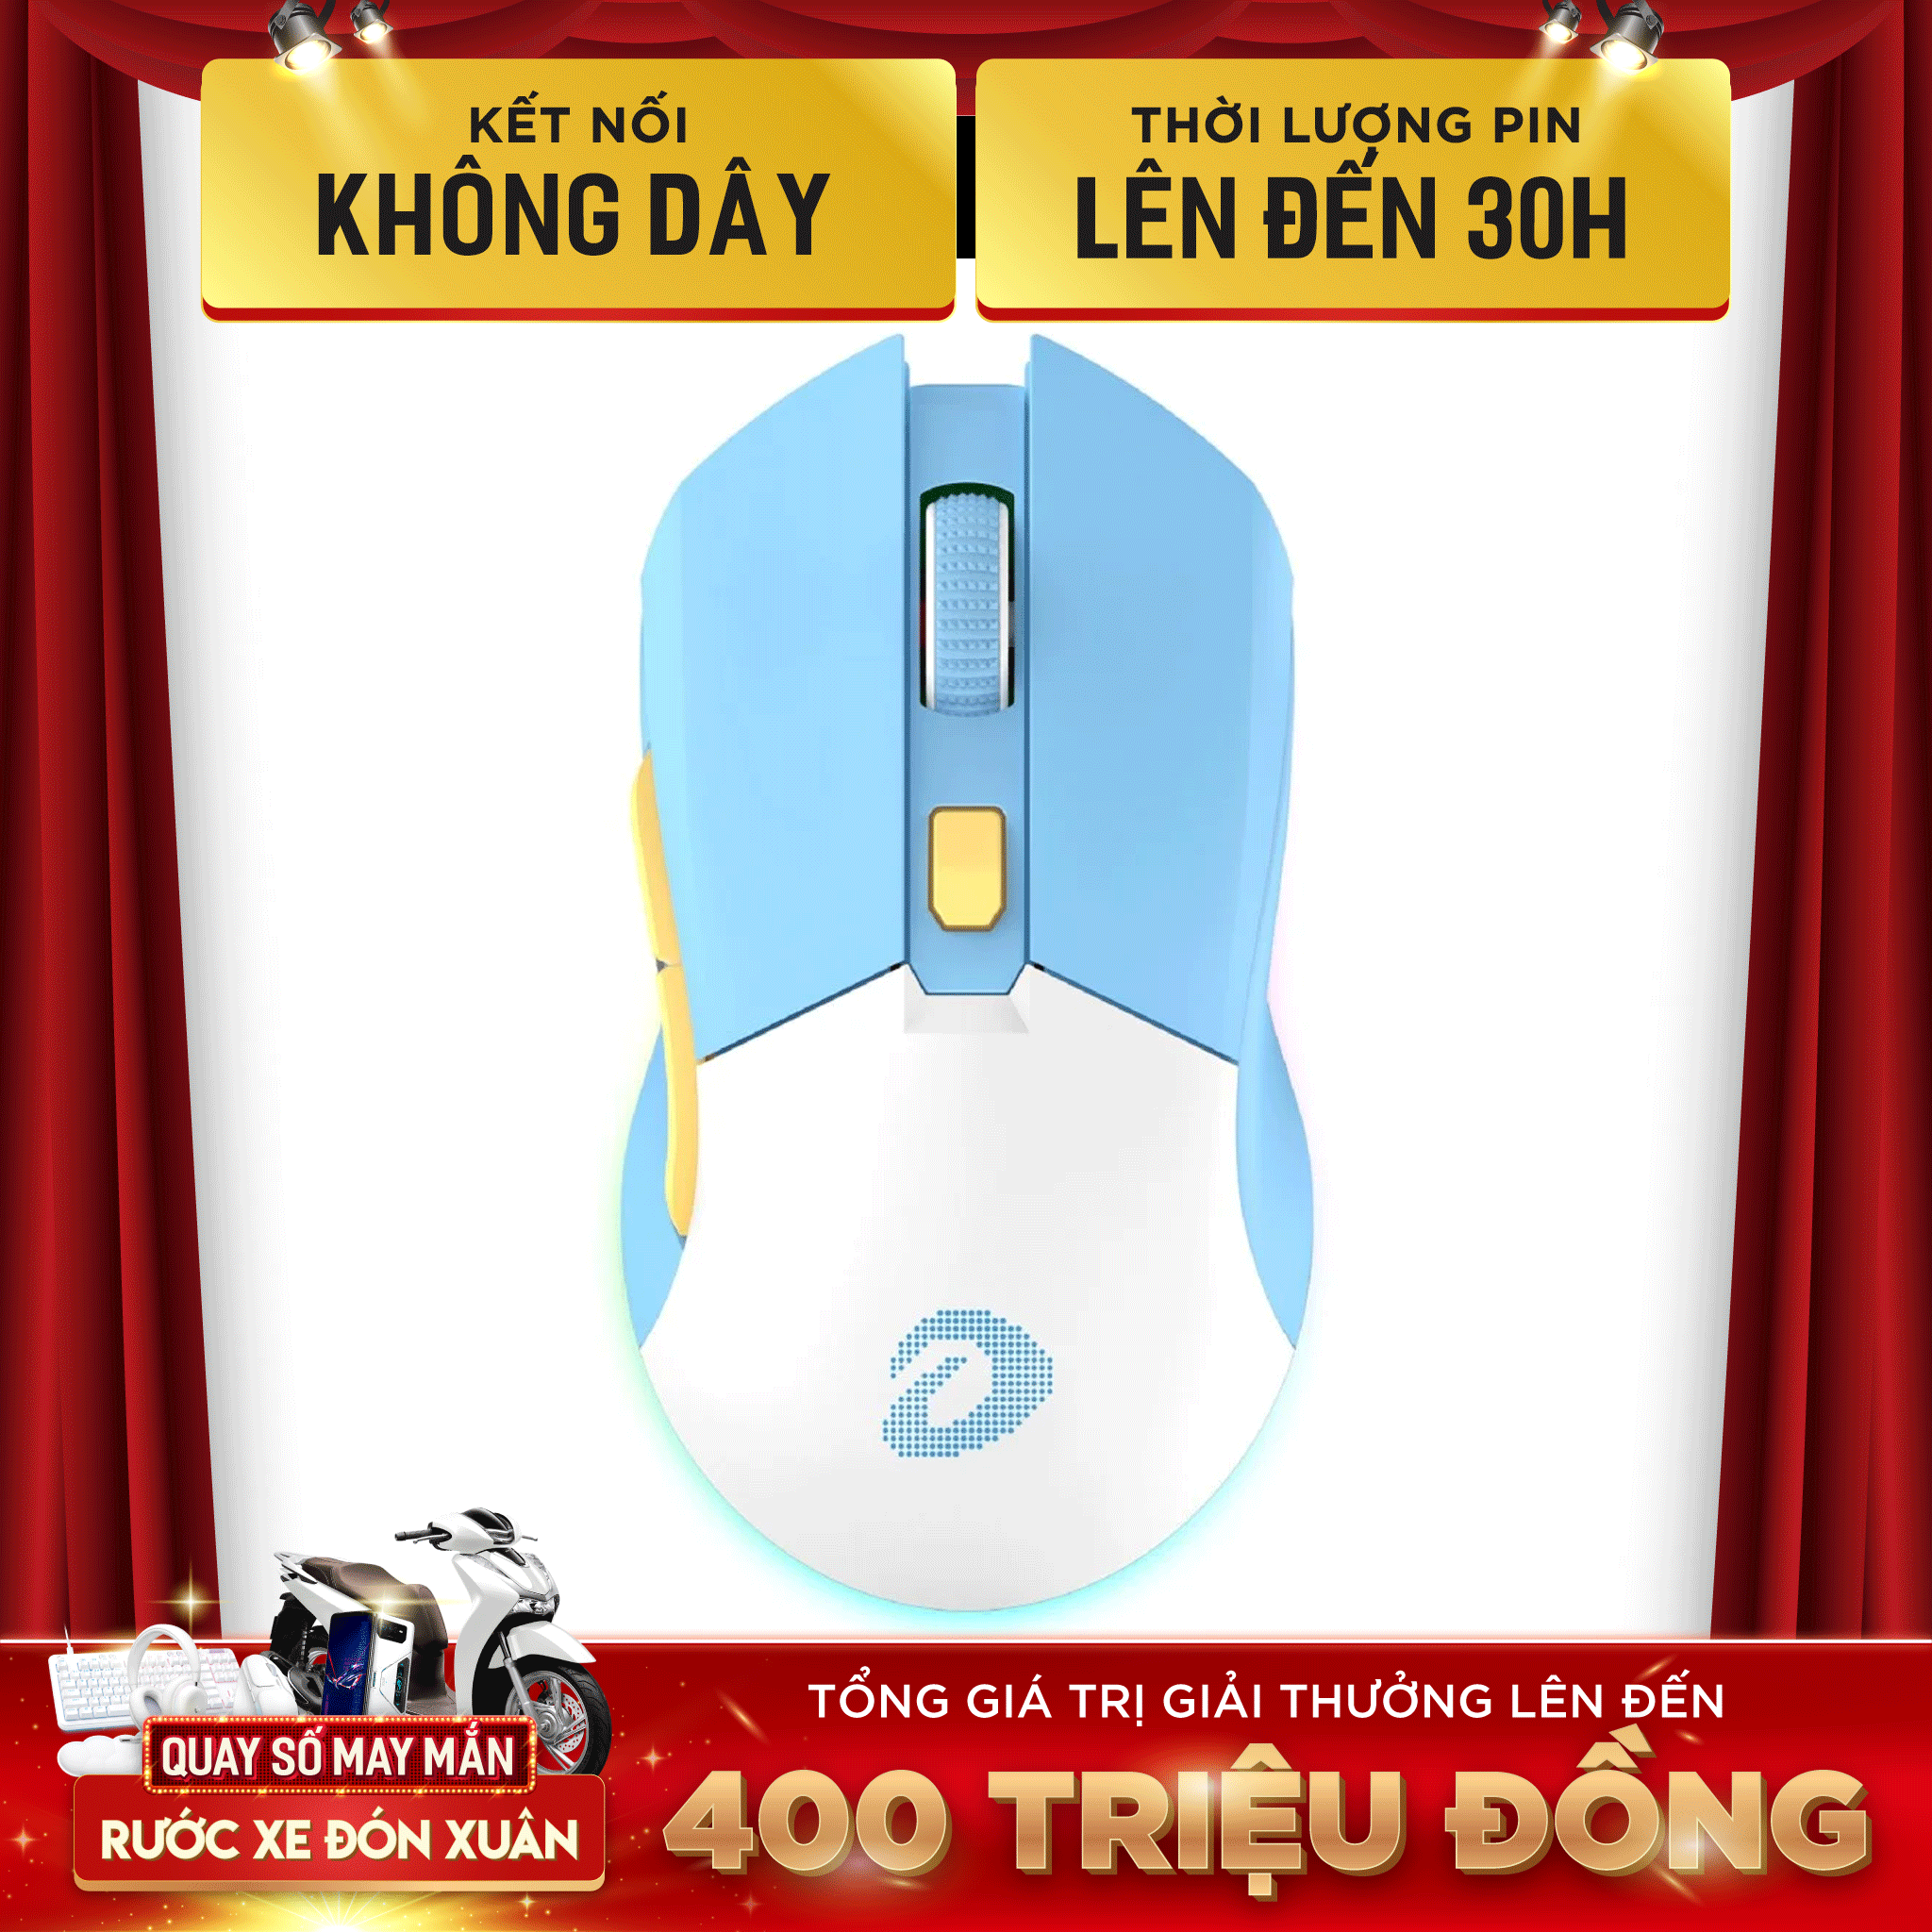 KẾT NỐI
KHÔNG DÂY
THỜI LƯỢNG PIN
LÊN ĐẾN 30H
QUAY SỐ MAY MẮN
RƯỚC XE ĐÓN XUÂN
TỔNG GIÁ TRỊ GIẢI THƯỞNG LÊN ĐẾN
400 TRIỆU ĐỒNG